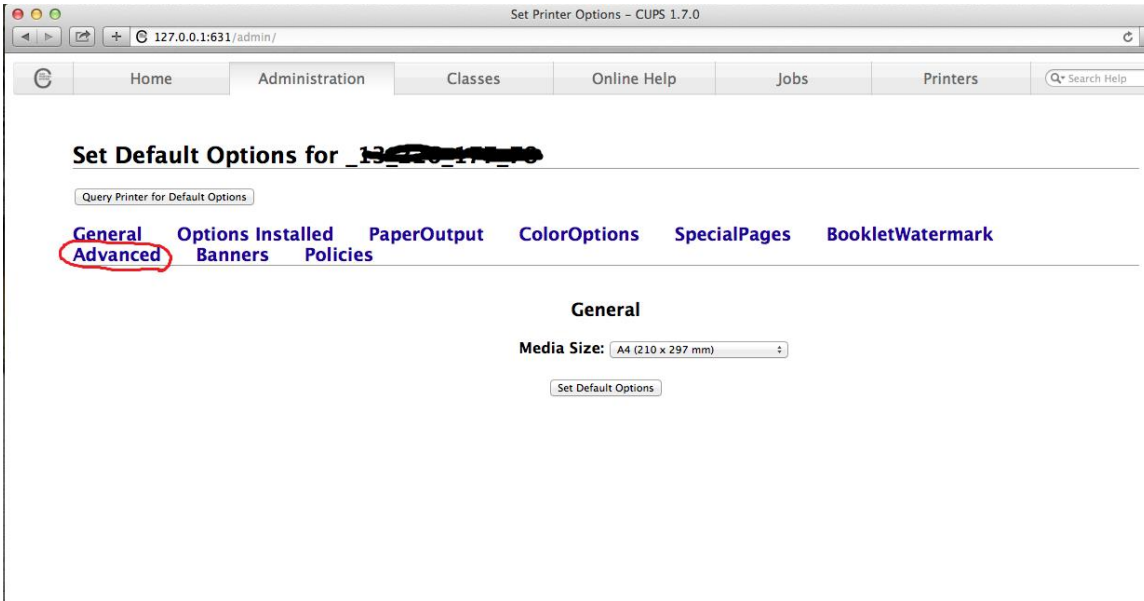 Set Printer Options – CUPS 1.7.0
127.0.0.1:631/admin/
Home Administration Classes Online Help Jobs Printers Search Help
Set Default Options for
Query Printer for Default Options
General Options Installed PaperOutput ColorOptions SpecialPages BookletWatermark
Advanced Banners Policies
General
Media Size: A4 (210 x 297 mm)
Set Default Options